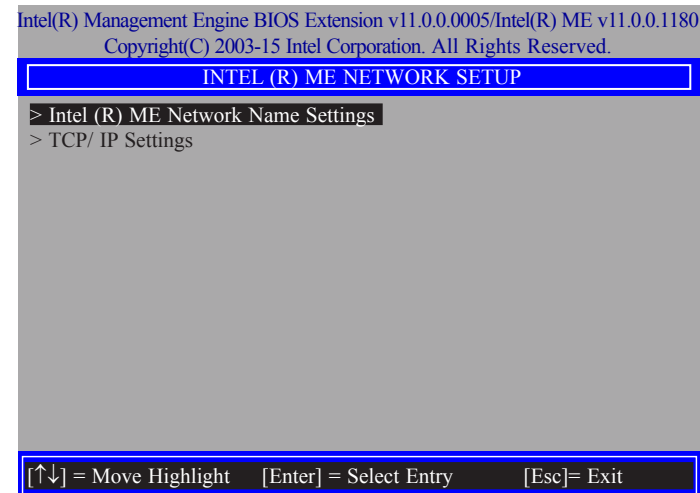 Intel(R) Management Engine BIOS Extension v11.0.0.0005/Intel(R) ME v11.0.0.1180
Copyright(C) 2003-15 Intel Corporation. All Rights Reserved.
INTEL (R) ME NETWORK SETUP
> Intel (R) ME Network Name Settings
> TCP/ IP Settings
[↑↓] = Move Highlight [Enter] = Select Entry [Esc]= Exit